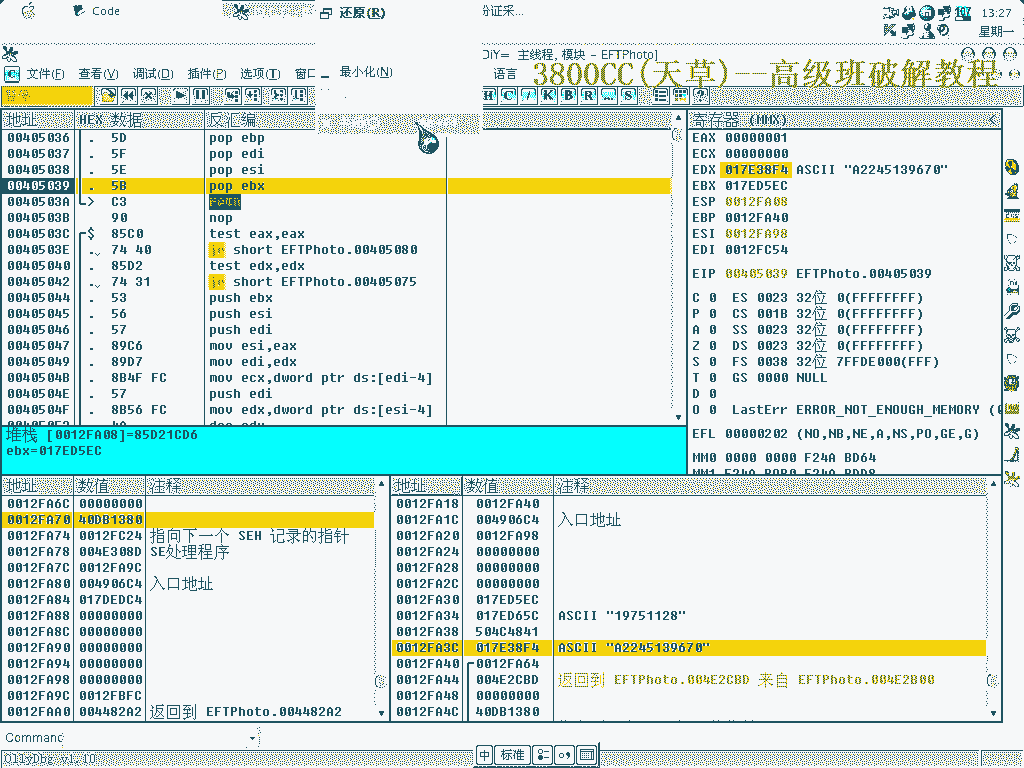 Code
还原(R)
份证采...
13:27
星期一
DiY= 主线程, 模块 - EFTPhoto]
文件(F) 查看(V) 调试(D) 插件(P) 选项(T) 窗口
最小化(N)
语言
3800CC(天草)--高级班破解教程
暂停
K B R S
地址 HEX 数据 反汇编
00405036 . 5D pop ebp
00405037 . 5F pop edi
00405038 . 5E pop esi
00405039 . 5B pop ebx
0040503A > C3 retn
0040503B 90 nop
0040503C $ 85C0 test eax,eax
0040503E . 74 40 je short EFTPhoto.00405080
00405040 . 85D2 test edx,edx
00405042 . 74 31 je short EFTPhoto.00405075
00405044 . 53 push ebx
00405045 . 56 push esi
00405046 . 57 push edi
00405047 . 89C6 mov esi,eax
00405049 . 89D7 mov edi,edx
0040504B . 8B4F FC mov ecx,dword ptr ds:[edi-4]
0040504E . 57 push edi
0040504F . 8B56 FC mov edx,dword ptr ds:[esi-4]
堆栈 [0012FA08]=85D21CD6
ebx=017ED5EC
寄存器 (MMX) <
EAX 00000001
ECX 00000000
EDX 017E38F4 ASCII "A2245139670"
EBX 017ED5EC
ESP 0012FA08
EBP 0012FA40
ESI 0012FA98
EDI 0012FC54
EIP 00405039 EFTPhoto.00405039
C 0 ES 0023 32位 0(FFFFFFFF)
P 0 CS 001B 32位 0(FFFFFFFF)
A 0 SS 0023 32位 0(FFFFFFFF)
Z 0 DS 0023 32位 0(FFFFFFFF)
S 0 FS 0038 32位 7FFDE000(FFF)
T 0 GS 0000 NULL
D 0
O 0 LastErr ERROR_NOT_ENOUGH_MEMORY (
EFL 00000202 (NO,NB,NE,A,NS,PO,GE,G)
MM0 0000 0000 F24A BD64
地址 数值 注释
0012FA6C 00000000
0012FA70 40DB1380
0012FA74 0012FC24 指向下一个 SEH 记录的指针
0012FA78 004E308D SE处理程序
0012FA7C 0012FA9C
0012FA80 004906C4 入口地址
0012FA84 017DEDC4
0012FA88 00000000
0012FA8C 00000000
0012FA90 00000000
0012FA94 00000000
0012FA98 00000000
0012FA9C 0012FBFC
0012FAA0 004482A2 返回到 EFTPhoto.004482A2
地址 数值 注释
0012FA18 0012FA40
0012FA1C 004906C4 入口地址
0012FA20 0012FA98
0012FA24 00000000
0012FA28 00000000
0012FA2C 00000000
0012FA30 017ED5EC
0012FA34 017ED65C ASCII "19751128"
0012FA38 504C4841
0012FA3C 017E38F4 ASCII "A2245139670"
0012FA40 0012FA64
0012FA44 004E2CBD 返回到 EFTPhoto.004E2CBD 来自 EFTPhoto.004E2B00
0012FA48 00000000
0012FA4C 40DB1380
Command
OllyDbg v1.10
中 标准